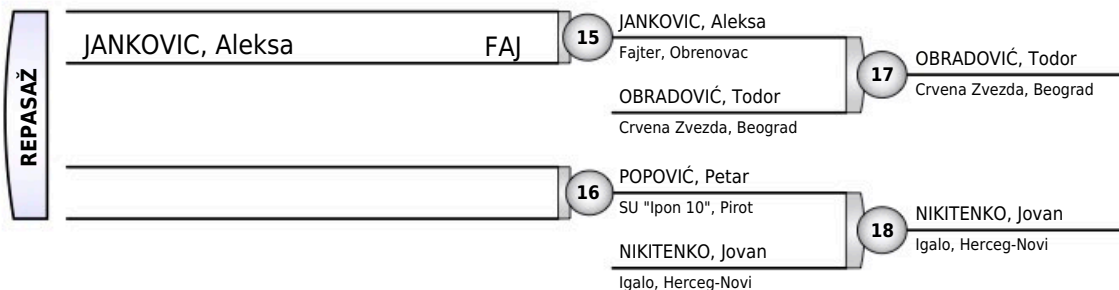 REPASAŽ
JANKOVIC, Aleksa FAJ
15
JANKOVIC, Aleksa
Fajter, Obrenovac
OBRADOVIĆ, Todor
Crvena Zvezda, Beograd
17
OBRADOVIĆ, Todor
Crvena Zvezda, Beograd
16
POPOVIĆ, Petar
SU "Ipon 10", Pirot
NIKITENKO, Jovan
Igalo, Herceg-Novi
18
NIKITENKO, Jovan
Igalo, Herceg-Novi